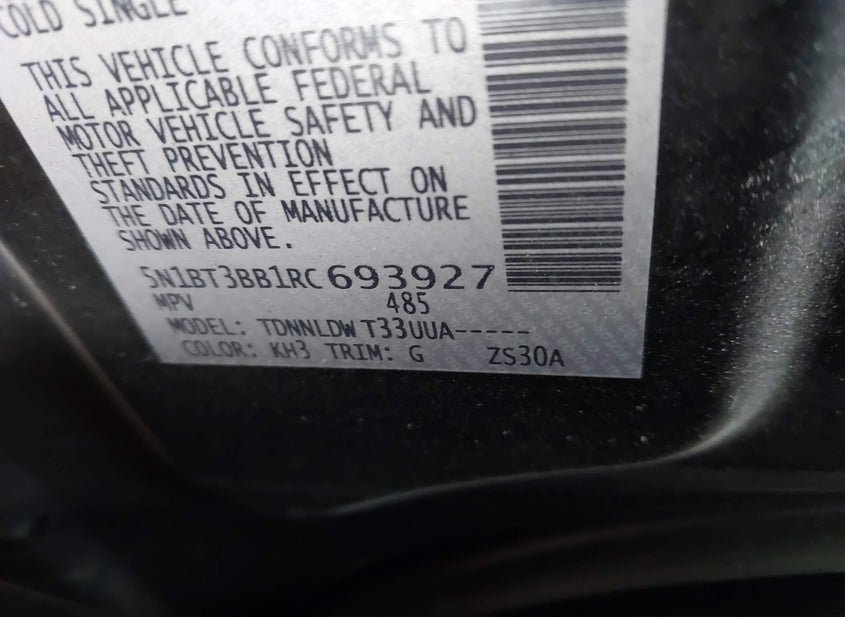 COLD SINGLE
THIS VEHICLE CONFORMS TO
ALL APPLICABLE FEDERAL
MOTOR VEHICLE SAFETY AND
THEFT PREVENTION
STANDARDS IN EFFECT ON
THE DATE OF MANUFACTURE
SHOWN ABOVE.
5N1BT3BB1RC693927
MPV 485
MODEL: TDNNLDW T33UUA-----
COLOR: KH3 TRIM: G ZS30A